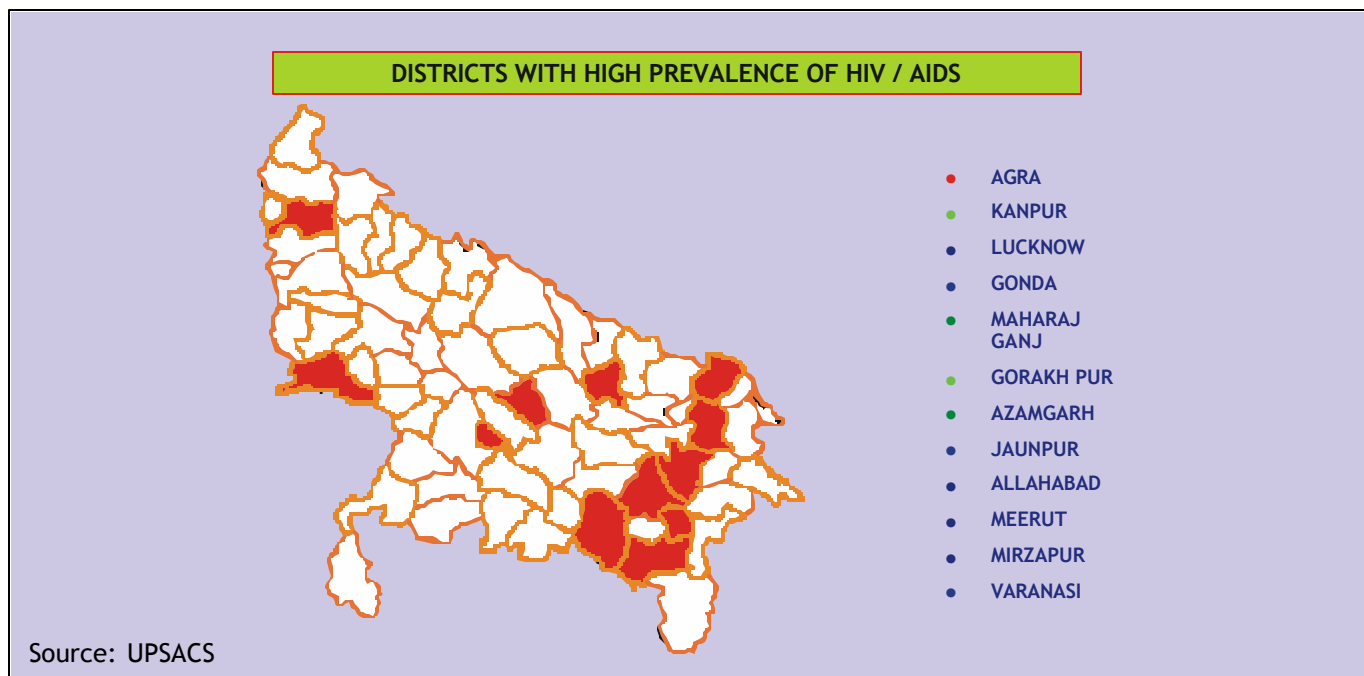 DISTRICTS WITH HIGH PREVALENCE OF HIV / AIDS
AGRA
KANPUR
LUCKNOW
GONDA
MAHARAJ
GANJ
GORAKH PUR
AZAMGARH
JAUNPUR
ALLAHABAD
MEERUT
MIRZAPUR
VARANASI
Source: UPSACS